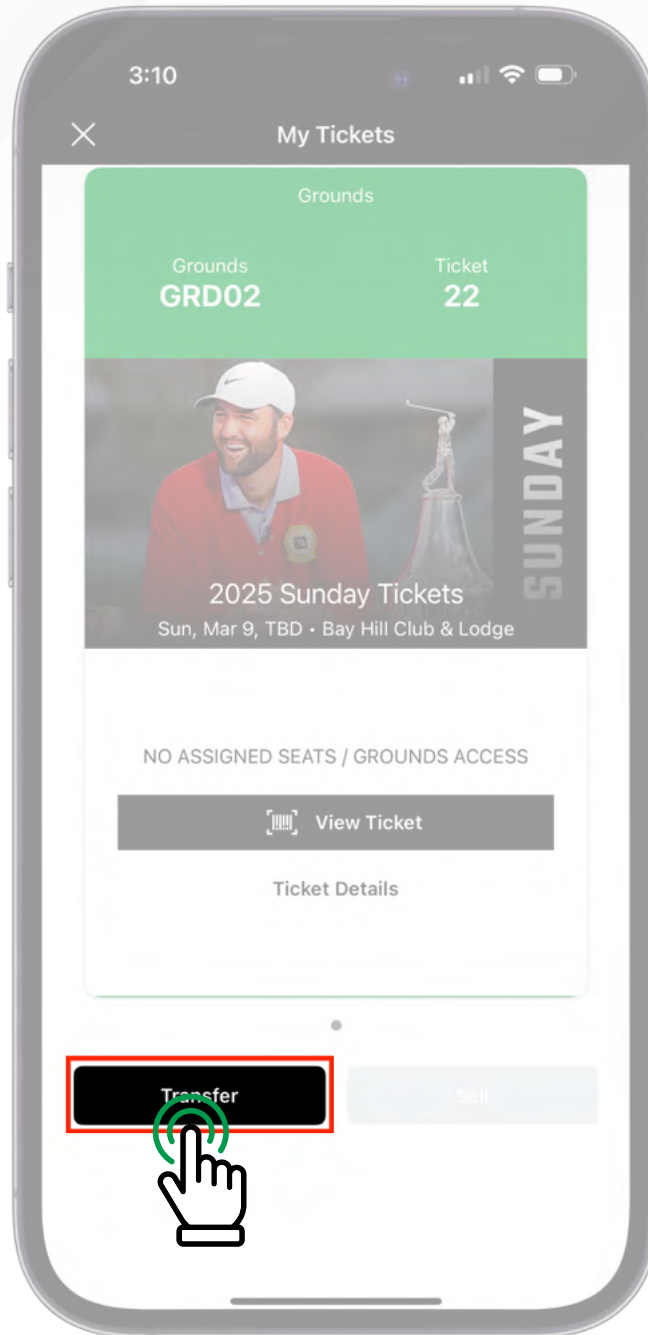 3:10
My Tickets
Grounds
Grounds Ticket
GRD02 22
SUNDAY
2025 Sunday Tickets
Sun, Mar 9, TBD • Bay Hill Club & Lodge
NO ASSIGNED SEATS / GROUNDS ACCESS
View Ticket
Ticket Details
Transfer Sell